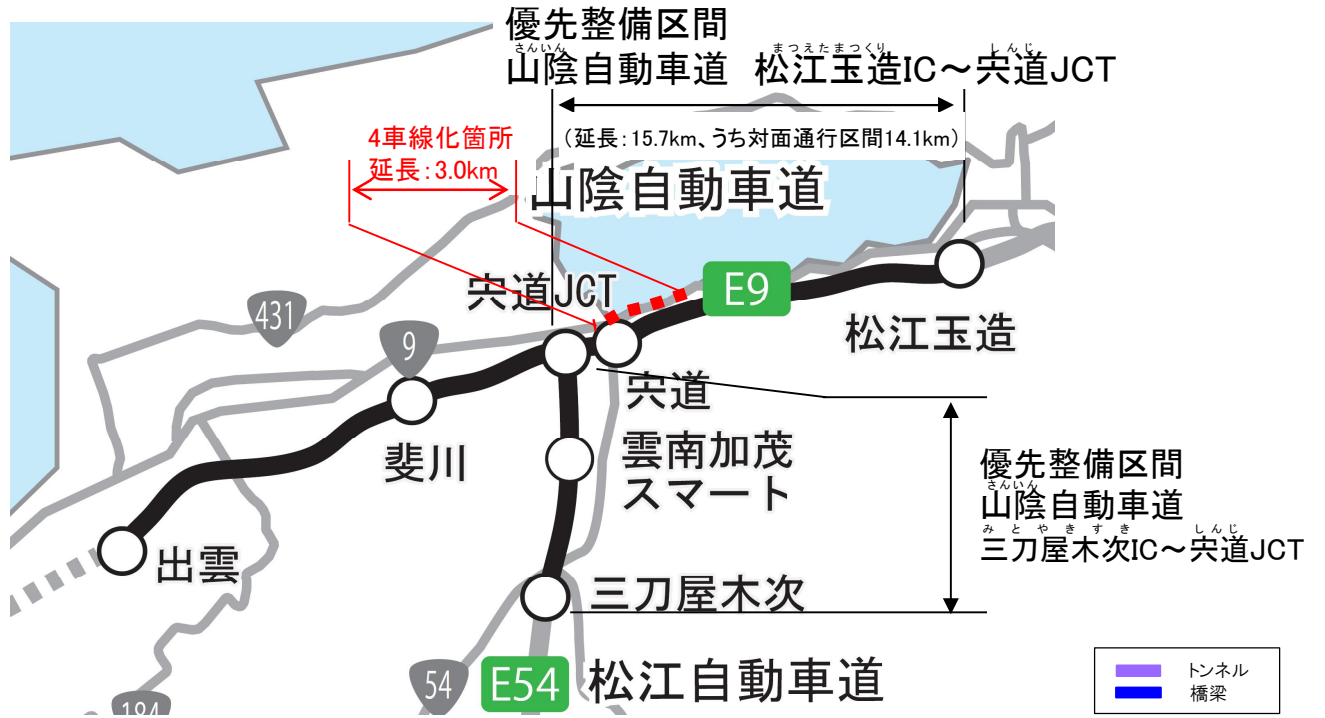 優先整備区間
さんいん まつえたまつくり しんじ
山陰自動車道 松江玉造IC～宍道JCT
（延長：15.7km、うち対面通行区間14.1km）
4車線化箇所
延長：3.0km
山陰自動車道
宍道JCT
E9
431
9
松江玉造
宍道
斐川
雲南加茂
スマート
出雲
三刀屋木次
優先整備区間
さんいん
山陰自動車道
みとやきすき しんじ
三刀屋木次IC～宍道JCT
54
E54
松江自動車道
184
トンネル
橋梁